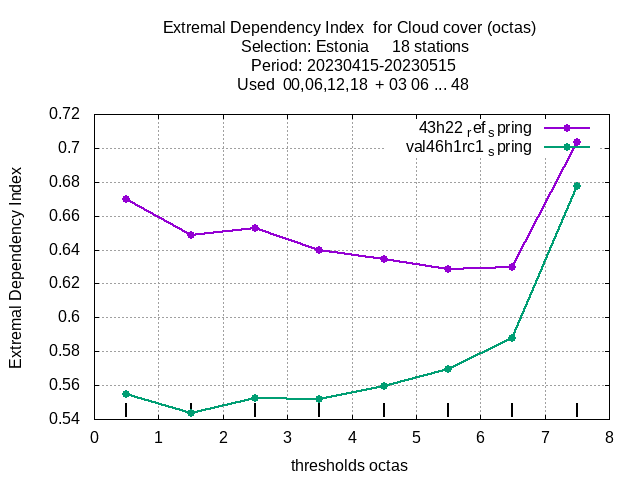 Extremal Dependency Index  for Cloud cover (octas)
Selection: Estonia     18 stations
Period: 20230415-20230515
Used  00,06,12,18  + 03 06 ... 48
43h22 ref spring
val46h1rc1 spring
0.72
0.7
0.68
0.66
0.64
0.62
0.6
0.58
0.56
0.54
Extremal Dependency Index
0 1 2 3 4 5 6 7 8
thresholds octas